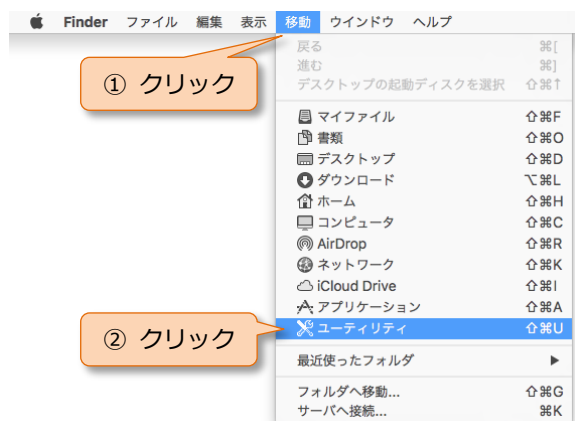 Finder ファイル 編集 表示 移動 ウインドウ ヘルプ
① クリック
戻る ⌘[
進む ⌘]
デスクトップの起動ディスクを選択 ⇧⌘↑
マイファイル ⇧⌘F
書類 ⇧⌘O
デスクトップ ⇧⌘D
ダウンロード ⌥⌘L
ホーム ⇧⌘H
コンピュータ ⇧⌘C
AirDrop ⇧⌘R
ネットワーク ⇧⌘K
iCloud Drive ⇧⌘I
アプリケーション ⇧⌘A
② クリック
ユーティリティ ⇧⌘U
最近使ったフォルダ ▶
フォルダへ移動... ⇧⌘G
サーバへ接続... ⌘K